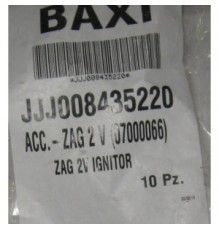 BAXI
*JJJ008435220*
JJJ008435220
ACC. - ZAG 2 V (07000066)
ZAG 2V IGNITOR
10 Pz.